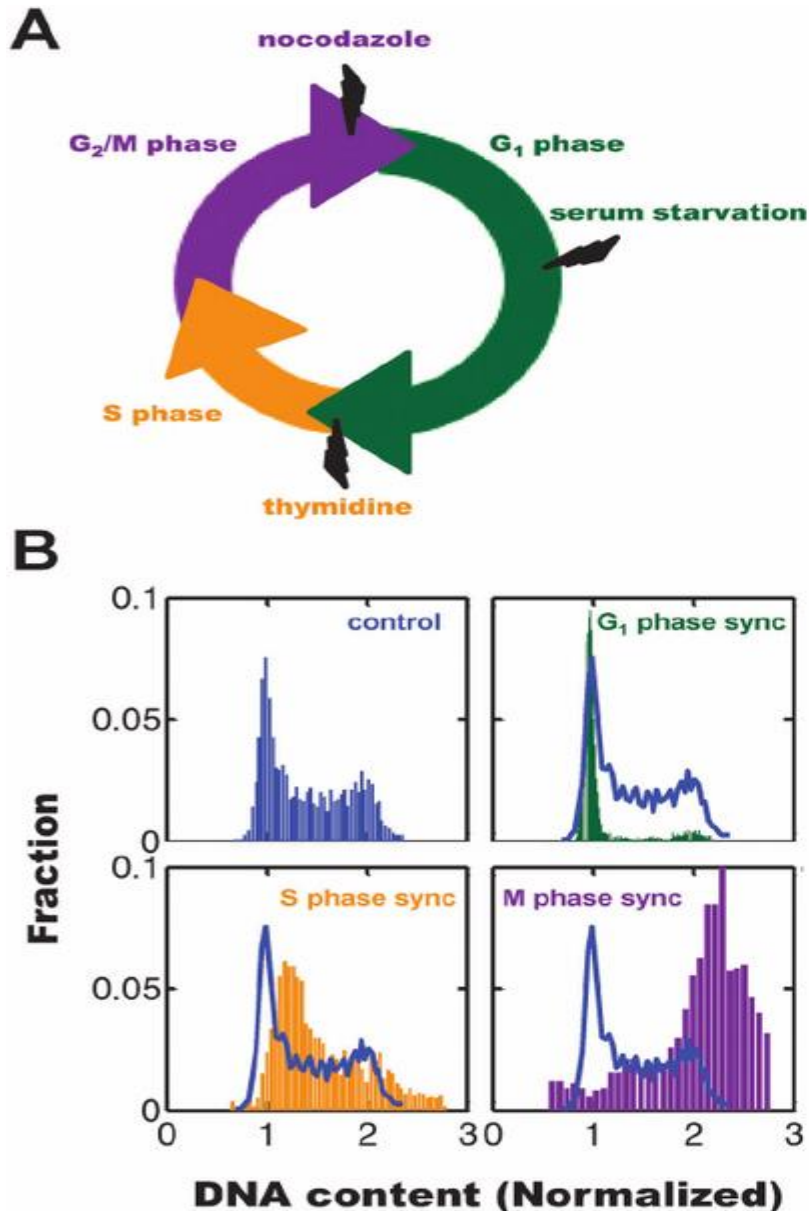 A
nocodazole
G₂/M phase
G₁ phase
serum starvation
S phase
thymidine
B
Fraction
0.1
0.05
0
control
G₁ phase sync
0.1
0.05
0
S phase sync
M phase sync
0 1 2 3 0 1 2 3
DNA content (Normalized)